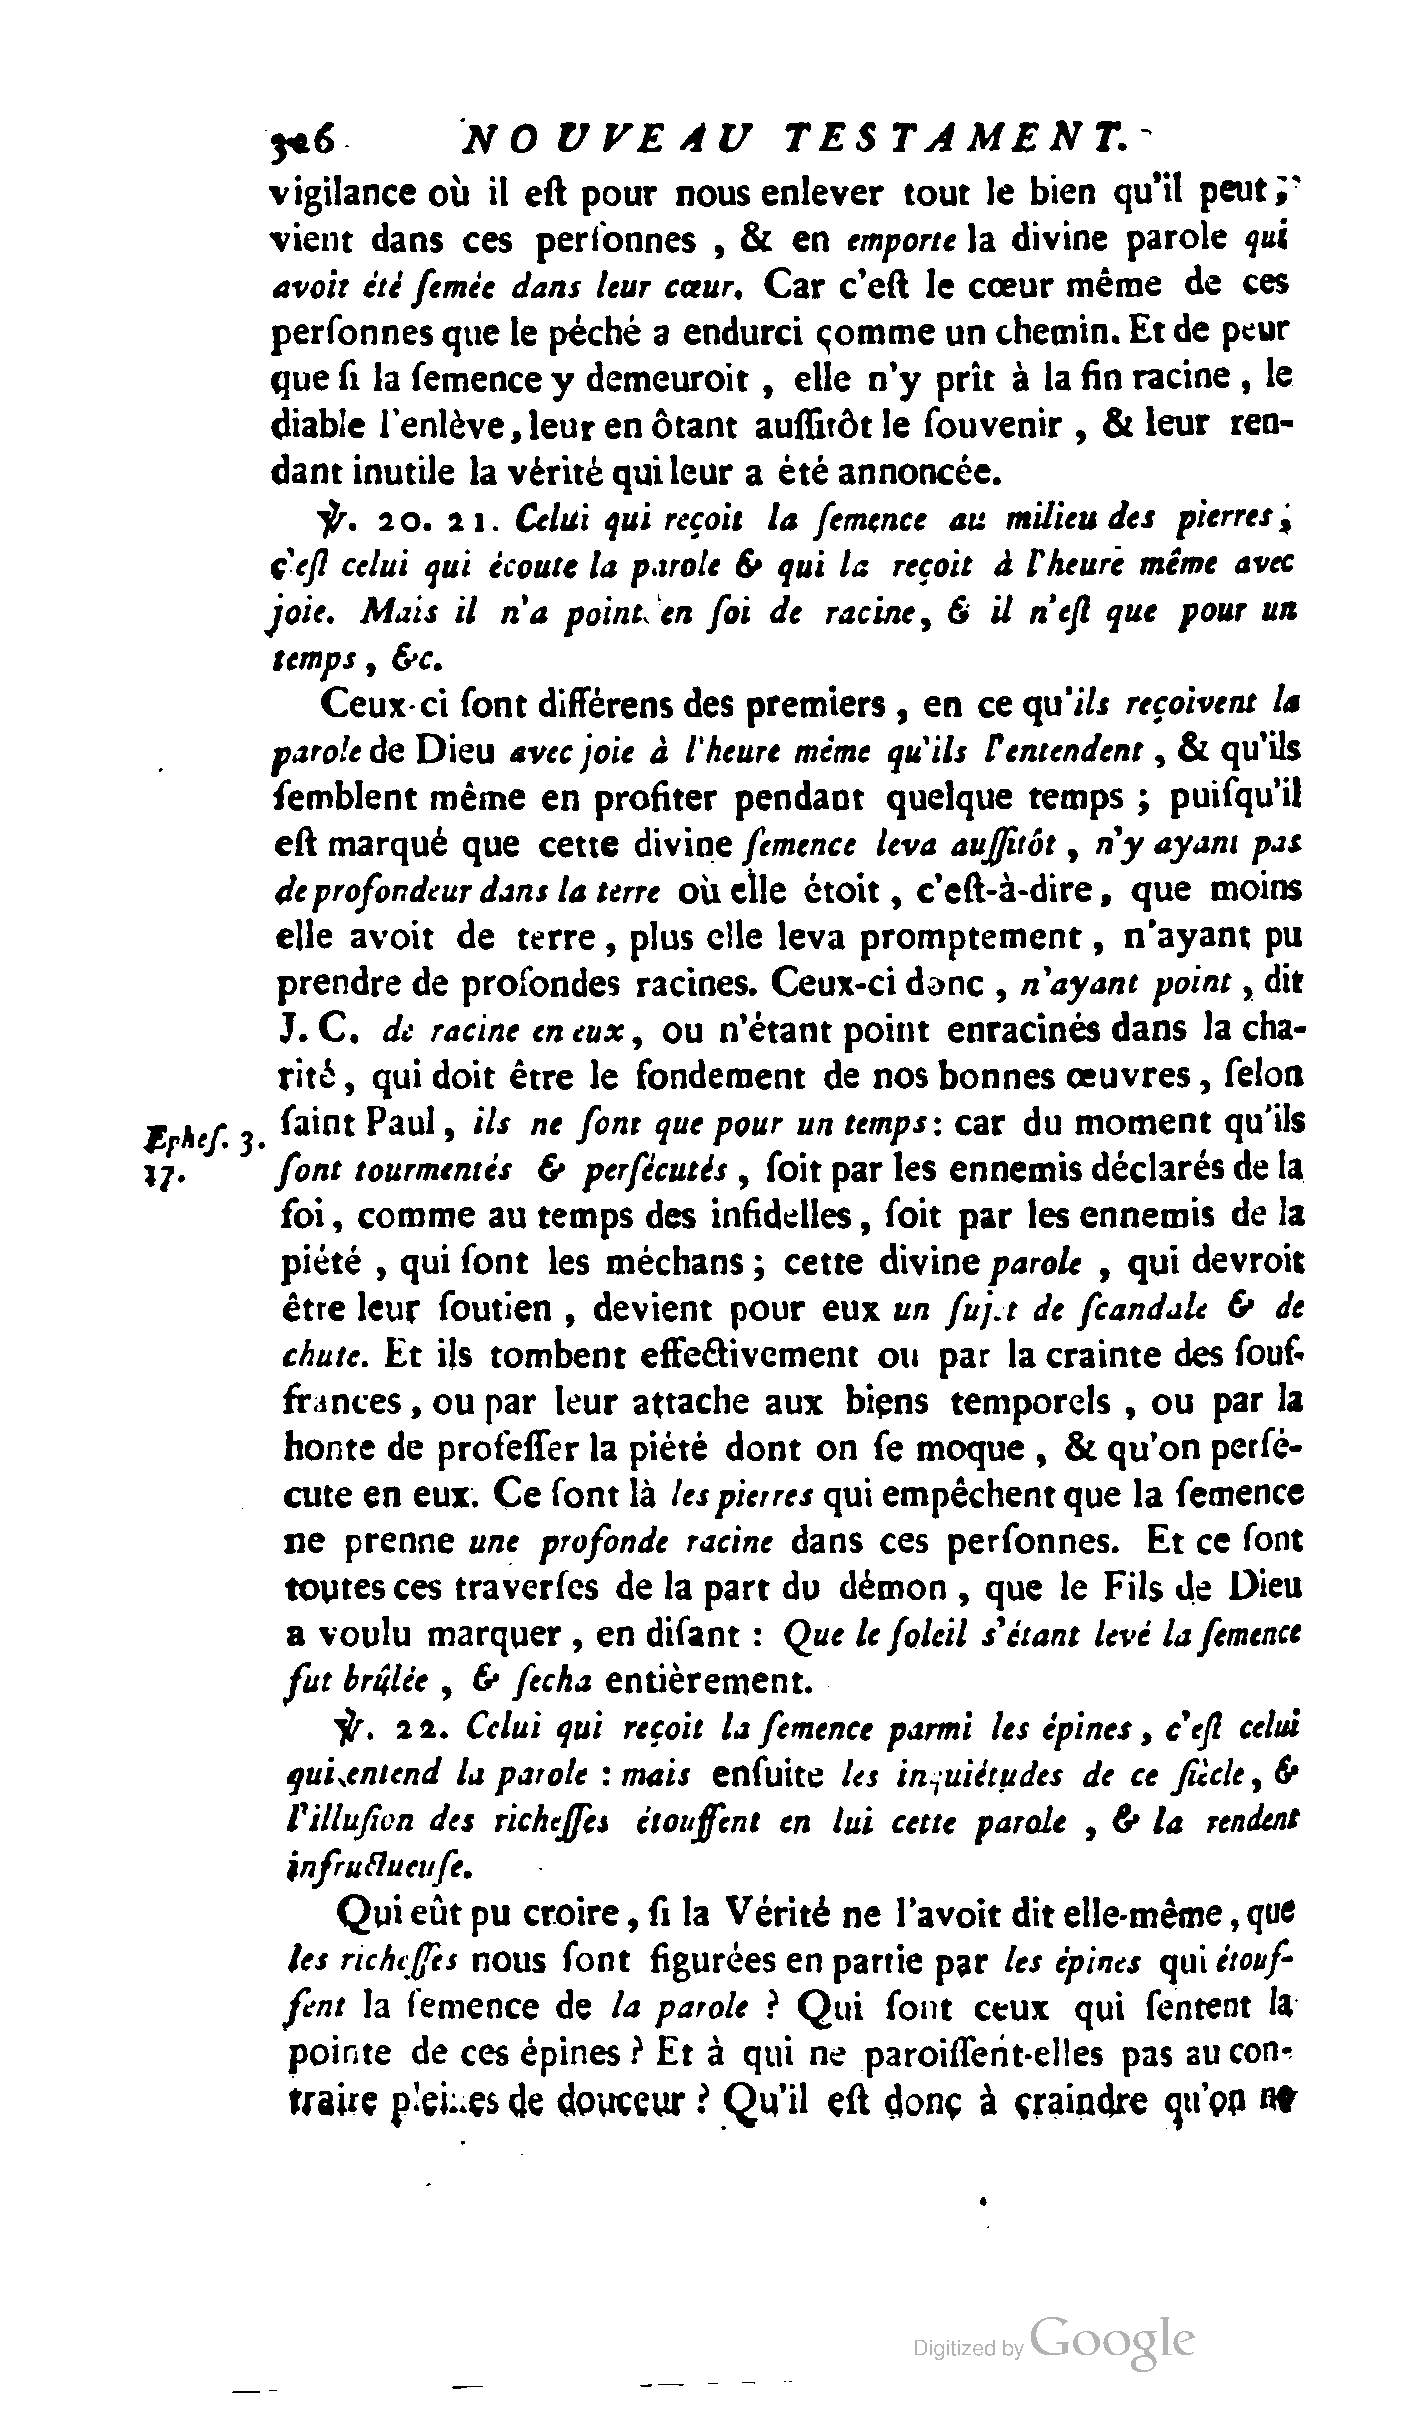 326 NOUVEAU TESTAMENT.
vigilance où il eſt pour nous enlever tout le bien qu'il peut,
vient dans ces perſonnes , & en emporte la divine parole qui
avoit été ſemée dans leur cœur. Car c'eſt le cœur même de ces
perſonnes que le péché a endurci comme un chemin. Et de peur
que ſi la ſemence y demeuroit , elle n'y prît à la fin racine , le
diable l'enlève, leur en ôtant auſſitôt le ſouvenir , & leur ren-
dant inutile la vérité qui leur a été annoncée.
℣. 20. 21. Celui qui reçoit la ſemence au milieu des pierres ;
c'eſt celui qui écoute la parole & qui la reçoit à l'heure même avec
joie. Mais il n'a point en ſoi de racine, & il n'eſt que pour un
temps , &c.
Ceux-ci ſont différens des premiers , en ce qu'ils reçoivent la
parole de Dieu avec joie à l'heure même qu'ils l'entendent , & qu'ils
ſemblent même en profiter pendant quelque temps ; puiſqu'il
eſt marqué que cette divine ſemence leva auſſitôt , n'y ayant pas
de profondeur dans la terre où elle étoit , c'eſt-à-dire, que moins
elle avoit de terre , plus elle leva promptement , n'ayant pu
prendre de profondes racines. Ceux-ci donc , n'ayant point , dit
J. C. de racine en eux, ou n'étant point enracinés dans la cha-
rité, qui doit être le fondement de nos bonnes œuvres , ſelon
Epheſ. 3. ſaint Paul, ils ne ſont que pour un temps : car du moment qu'ils
17. ſont tourmentés & perſécutés , ſoit par les ennemis déclarés de la
foi, comme au temps des infidelles, ſoit par les ennemis de la
piété , qui ſont les méchans ; cette divine parole , qui devroit
être leur ſoutien , devient pour eux un ſujet de ſcandale & de
chute. Et ils tombent effectivement ou par la crainte des ſouf-
frances, ou par leur attache aux biens temporels , ou par la
honte de profeſſer la piété dont on ſe moque , & qu'on perſé-
cute en eux. Ce ſont là les pierres qui empêchent que la ſemence
ne prenne une profonde racine dans ces perſonnes. Et ce ſont
toutes ces traverſes de la part du démon , que le Fils de Dieu
a voulu marquer , en diſant : Que le ſoleil s'étant levé la ſemence
fut brûlée , & ſecha entièrement.
℣. 22. Celui qui reçoit la ſemence parmi les épines , c'eſt celui
qui entend la parole : mais enſuite les inquiétudes de ce ſiècle, &
l'illuſion des richeſſes étouffent en lui cette parole , & la rendent
infructueuſe.
Qui eût pu croire, ſi la Vérité ne l'avoit dit elle-même, que
les richeſſes nous ſont figurées en partie par les épines qui étouf-
fent la ſemence de la parole ? Qui ſont ceux qui ſentent la
pointe de ces épines ? Et à qui ne paroiſſent-elles pas au con-
traire pleines de douceur ? Qu'il eſt donc à craindre qu'on ne
Digitized by Google